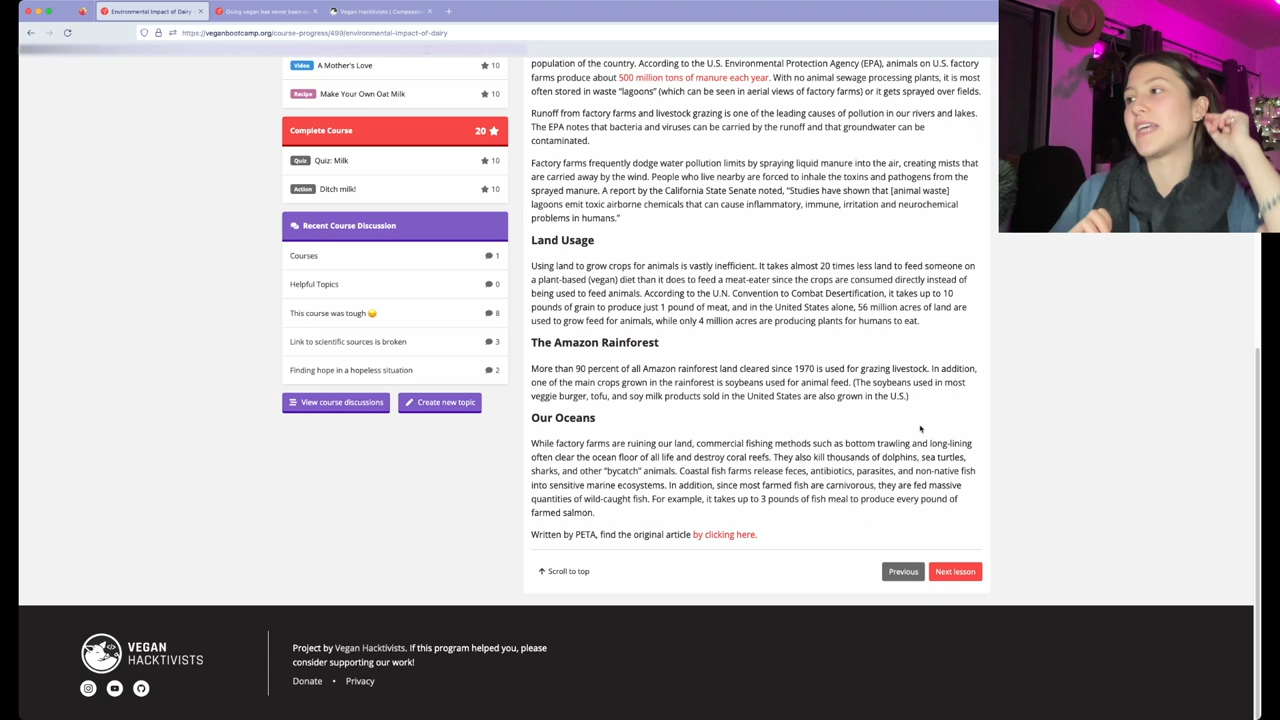 Environmental Impact of Dairy
Going vegan has never been
Vegan Hacktivists | Compassi
https://veganbootcamp.org/course-progress/499/environmental-impact-of-dairy
Video A Mother's Love 10
Recipe Make Your Own Oat Milk 10
Complete Course 20
Quiz Quiz: Milk 10
Action Ditch milk! 10
Recent Course Discussion
Courses 1
Helpful Topics 0
This course was tough 😞 8
Link to scientific sources is broken 3
Finding hope in a hopeless situation 2
View course discussions
Create new topic
population of the country. According to the U.S. Environmental Protection Agency (EPA), animals on U.S. factory
farms produce about 500 million tons of manure each year. With no animal sewage processing plants, it is most
often stored in waste “lagoons” (which can be seen in aerial views of factory farms) or it gets sprayed over fields.
Runoff from factory farms and livestock grazing is one of the leading causes of pollution in our rivers and lakes.
The EPA notes that bacteria and viruses can be carried by the runoff and that groundwater can be
contaminated.
Factory farms frequently dodge water pollution limits by spraying liquid manure into the air, creating mists that
are carried away by the wind. People who live nearby are forced to inhale the toxins and pathogens from the
sprayed manure. A report by the California State Senate noted, “Studies have shown that [animal waste]
lagoons emit toxic airborne chemicals that can cause inflammatory, immune, irritation and neurochemical
problems in humans.”
Land Usage
Using land to grow crops for animals is vastly inefficient. It takes almost 20 times less land to feed someone on
a plant-based (vegan) diet than it does to feed a meat-eater since the crops are consumed directly instead of
being used to feed animals. According to the U.N. Convention to Combat Desertification, it takes up to 10
pounds of grain to produce just 1 pound of meat, and in the United States alone, 56 million acres of land are
used to grow feed for animals, while only 4 million acres are producing plants for humans to eat.
The Amazon Rainforest
More than 90 percent of all Amazon rainforest land cleared since 1970 is used for grazing livestock. In addition,
one of the main crops grown in the rainforest is soybeans used for animal feed. (The soybeans used in most
veggie burger, tofu, and soy milk products sold in the United States are also grown in the U.S.)
Our Oceans
While factory farms are ruining our land, commercial fishing methods such as bottom trawling and long-lining
often clear the ocean floor of all life and destroy coral reefs. They also kill thousands of dolphins, sea turtles,
sharks, and other “bycatch” animals. Coastal fish farms release feces, antibiotics, parasites, and non-native fish
into sensitive marine ecosystems. In addition, since most farmed fish are carnivorous, they are fed massive
quantities of wild-caught fish. For example, it takes up to 3 pounds of fish meal to produce every pound of
farmed salmon.
Written by PETA, find the original article by clicking here.
Scroll to top
Previous
Next lesson
VEGAN
HACKTIVISTS
Project by Vegan Hacktivists. If this program helped you, please
consider supporting our work!
Donate • Privacy